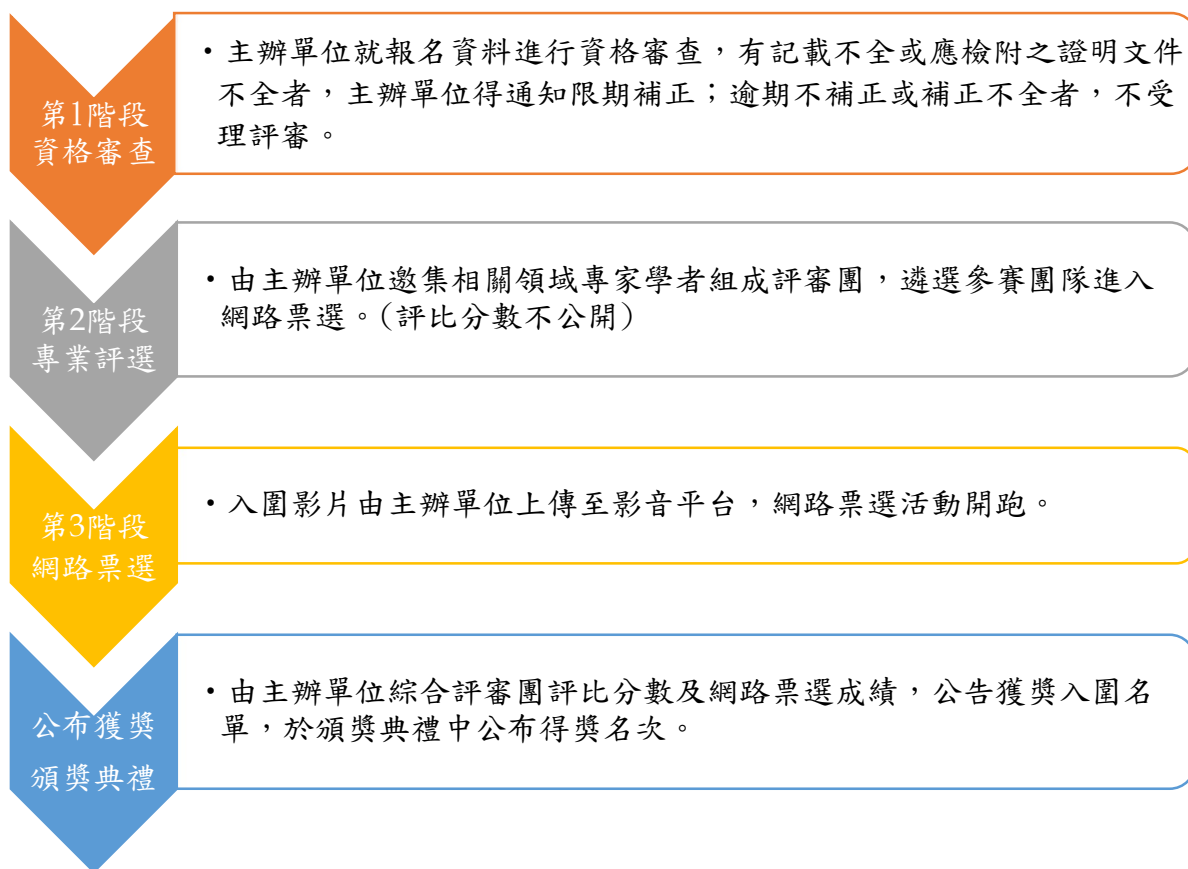 第1階段
資格審查
•主辦單位就報名資料進行資格審查，有記載不全或應檢附之證明文件
不全者，主辦單位得通知限期補正；逾期不補正或補正不全者，不受
理評審。
第2階段
專業評選
•由主辦單位邀集相關領域專家學者組成評審團，遴選參賽團隊進入
網路票選。(評比分數不公開)
第3階段
網路票選
•入圍影片由主辦單位上傳至影音平台，網路票選活動開跑。
公布獲獎
頒獎典禮
•由主辦單位綜合評審團評比分數及網路票選成績，公告獲獎入圍名
單，於頒獎典禮中公布得獎名次。